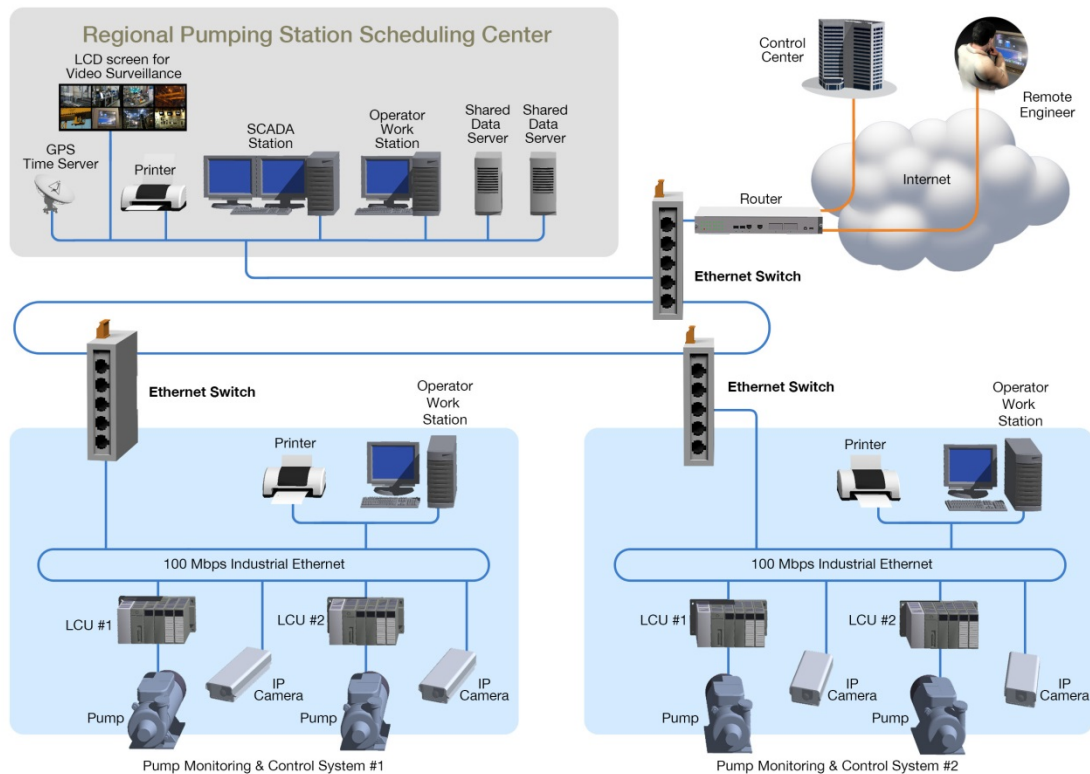 Regional Pumping Station Scheduling Center
LCD screen for
Video Surveillance
GPS
Time Server
Printer
SCADA
Station
Operator
Work
Station
Shared
Data
Server
Shared
Data
Server
Control
Center
Remote
Engineer
Internet
Router
Ethernet Switch
Ethernet Switch
Operator
Work
Station
Printer
100 Mbps Industrial Ethernet
LCU #1
LCU #2
IP
Camera
IP
Camera
Pump
Pump
Pump Monitoring & Control System #1
Ethernet Switch
Operator
Work
Station
Printer
100 Mbps Industrial Ethernet
LCU #1
LCU #2
IP
Camera
IP
Camera
Pump
Pump
Pump Monitoring & Control System #2